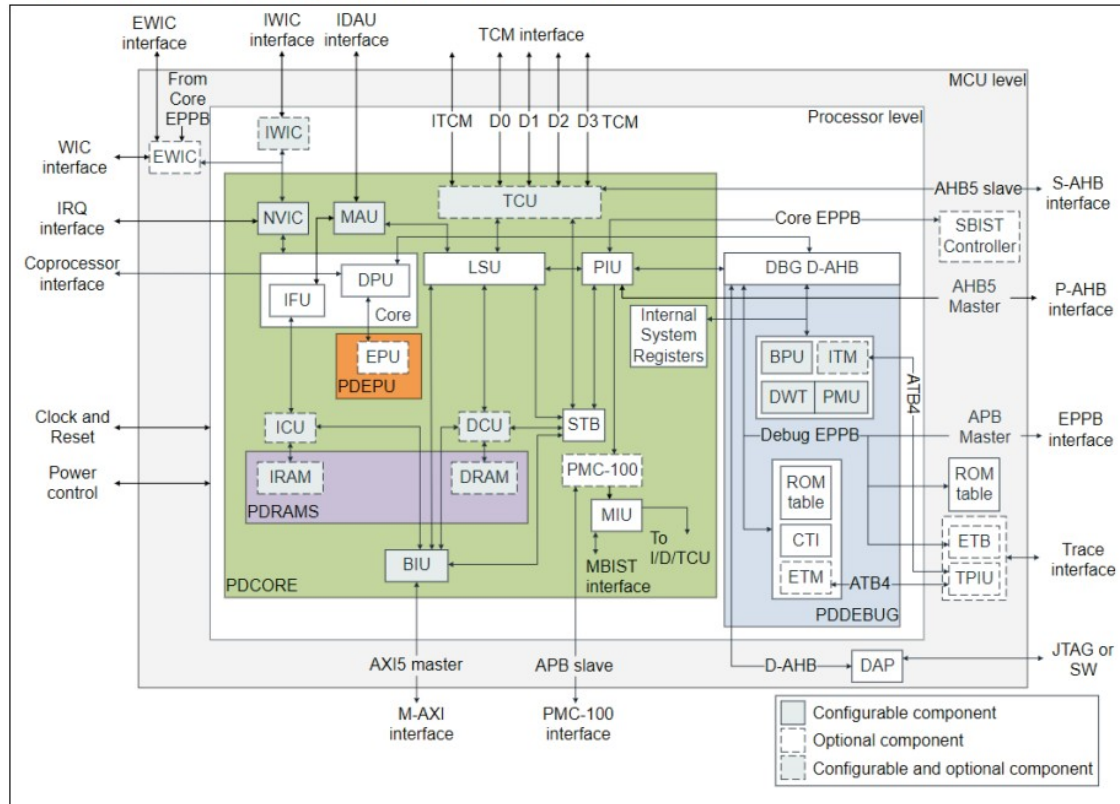 EWIC
interface
IWIC
interface
IDAU
interface
TCM interface
MCU level
From
Core
EPPB
Processor level
ITCM
D0
D1
D2
D3
TCM
IWIC
WIC
interface
EWIC
TCU
AHB5 slave
S-AHB
interface
IRQ
interface
NVIC
MAU
Core EPPB
SBIST
Controller
Coprocessor
interface
LSU
PIU
DBG D-AHB
DPU
IFU
Core
AHB5
Master
P-AHB
interface
Internal
System
Registers
EPU
PDEPU
BPU
ITM
DWT
PMU
ATB4
Clock and
Reset
ICU
DCU
STB
Debug EPPB
APB
Master
EPPB
interface
Power
control
IRAM
DRAM
PDRAMS
PMC-100
ROM
table
ROM
table
MIU
CTI
ETB
To
I/D/TCU
BIU
MBIST
interface
ETM
ATB4
TPIU
Trace
interface
PDCORE
PDDEBUG
AXI5 master
APB slave
D-AHB
DAP
JTAG or
SW
M-AXI
interface
PMC-100
interface
Configurable component
Optional component
Configurable and optional component